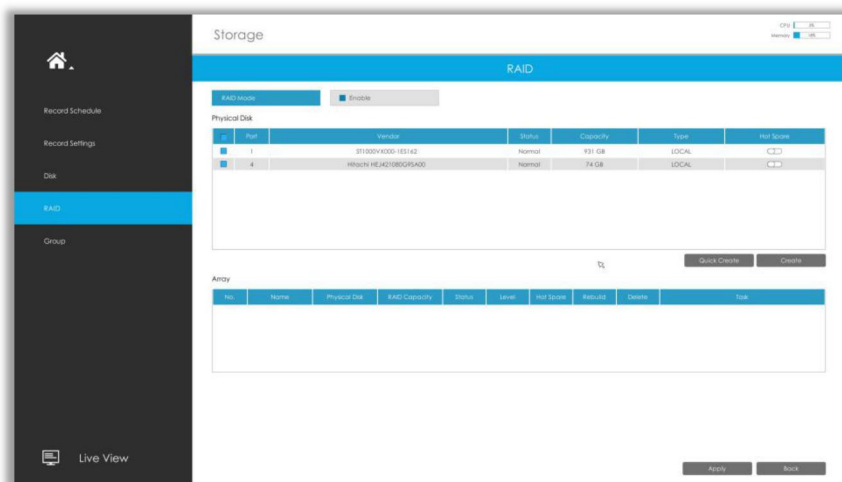 Storage
CPU
Memory
RAID
Record Schedule
Record Settings
Disk
RAID
Group
Live View
RAID Mode Enable
Physical Disk
Port Vendor Status Capacity Type Hot Spare
1 ST1000VX000-1ES162 Normal 931 GB LOCAL
4 Hitachi Normal 74 GB LOCAL
Quick Create Create
Array
No. Name Physical Disk RAID Capacity Status Level Hot Spare Rebuild Delete Task
Apply Back